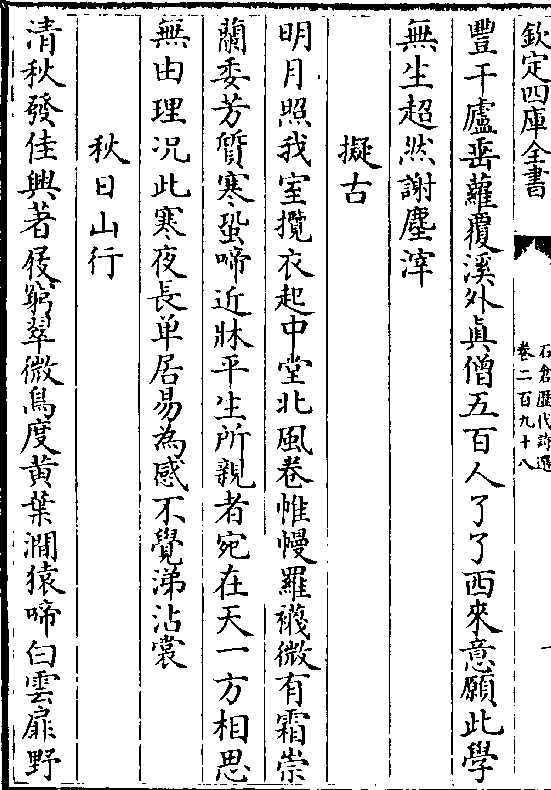 欽定四庫全書
石倉歴代詩選
卷二百九十八
豐干廬垂蘿覆溪外真僧五百人了了西來意願此學
無生超然謝塵滓
擬古
明月照我室攬衣起中堂北風卷帷幔羅襪微有霜崇
蘭委芳質寒蛩啼近牀平生所親者宛在天一方相思
無由理况此寒夜長单居易為感不覺涕沾裳
秋日山行
清秋發佳興著屐窮翠微鳥度黄葉澗猿啼白雲扉野